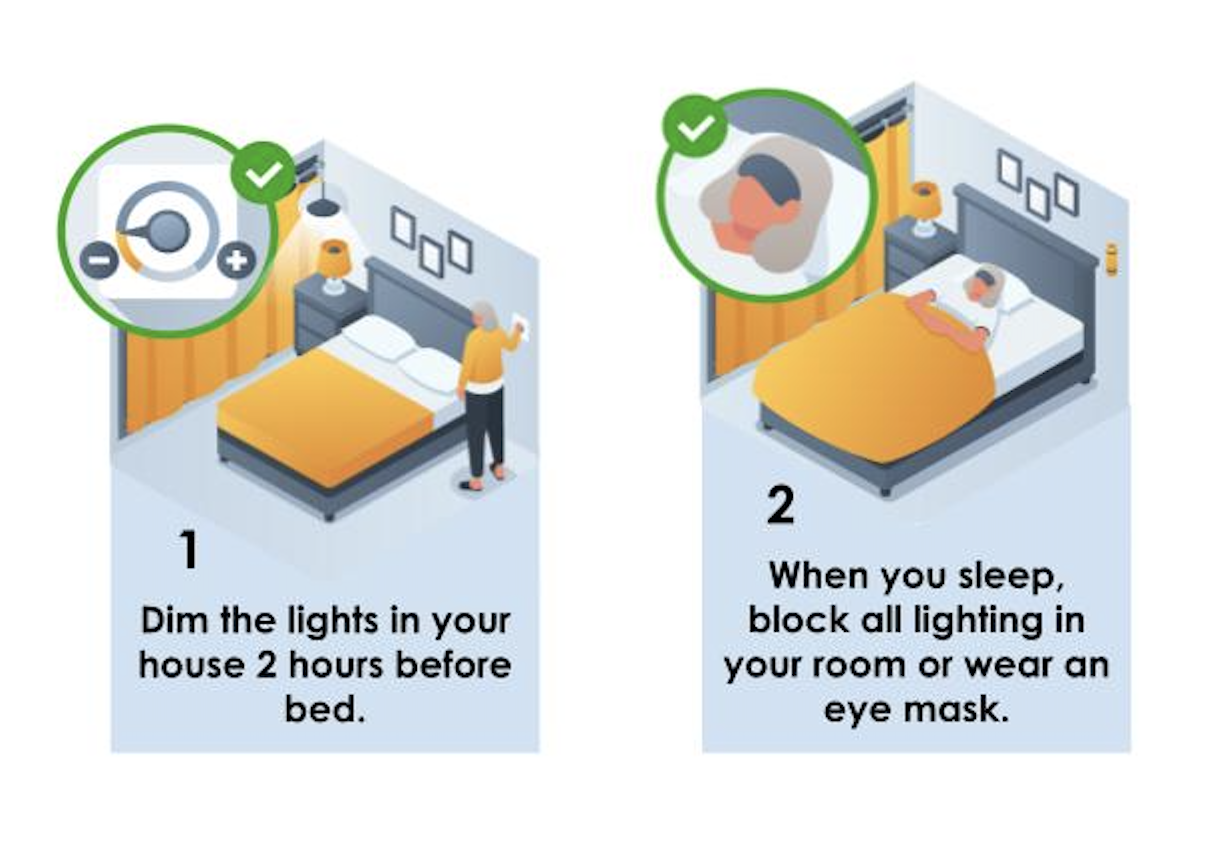 1
Dim the lights in your
house 2 hours before
bed.
2
When you sleep,
block all lighting in
your room or wear an
eye mask.